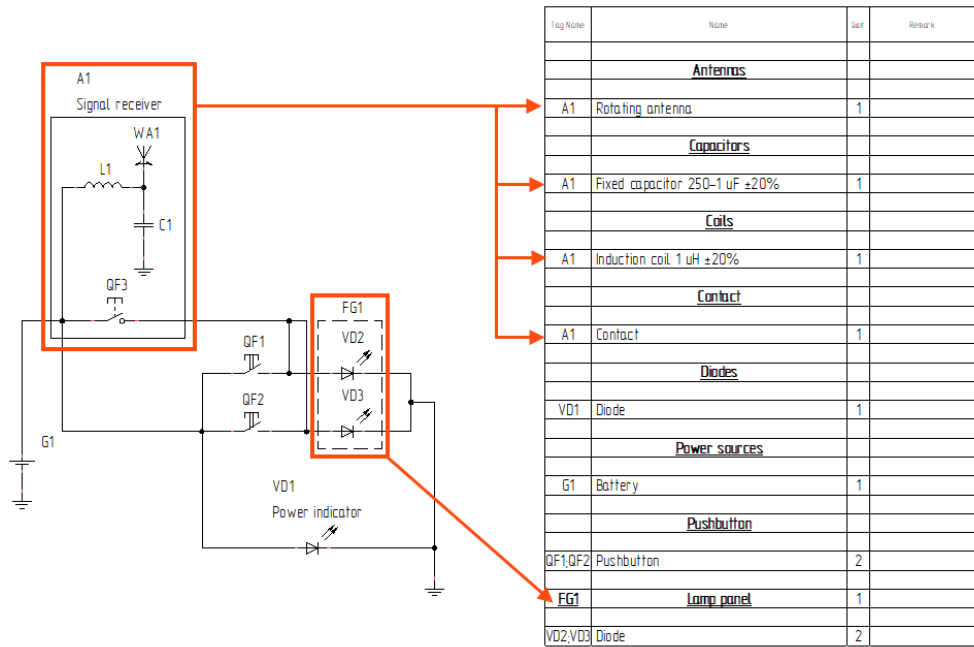 A1
Signal receiver
WA1
L1
C1
QF3
FG1
VD2
QF1
VD3
QF2
G1
VD1
Power indicator
Tag Name Name Quit Remark
Antennas
A1 Rotating antenna 1
Capacitors
A1 Fixed capacitor 250-1 uF ±20% 1
Coils
A1 Induction coil 1 uH ±20% 1
Contact
A1 Contact 1
Diodes
VD1 Diode 1
Power sources
G1 Battery 1
Pushbutton
QF1;QF2 Pushbutton 2
FG1 Lamp panel 1
VD2;VD3 Diode 2